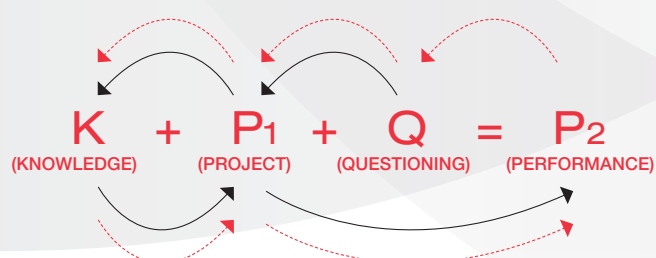 K + P1 + Q = P2
(KNOWLEDGE) (PROJECT) (QUESTIONING) (PERFORMANCE)